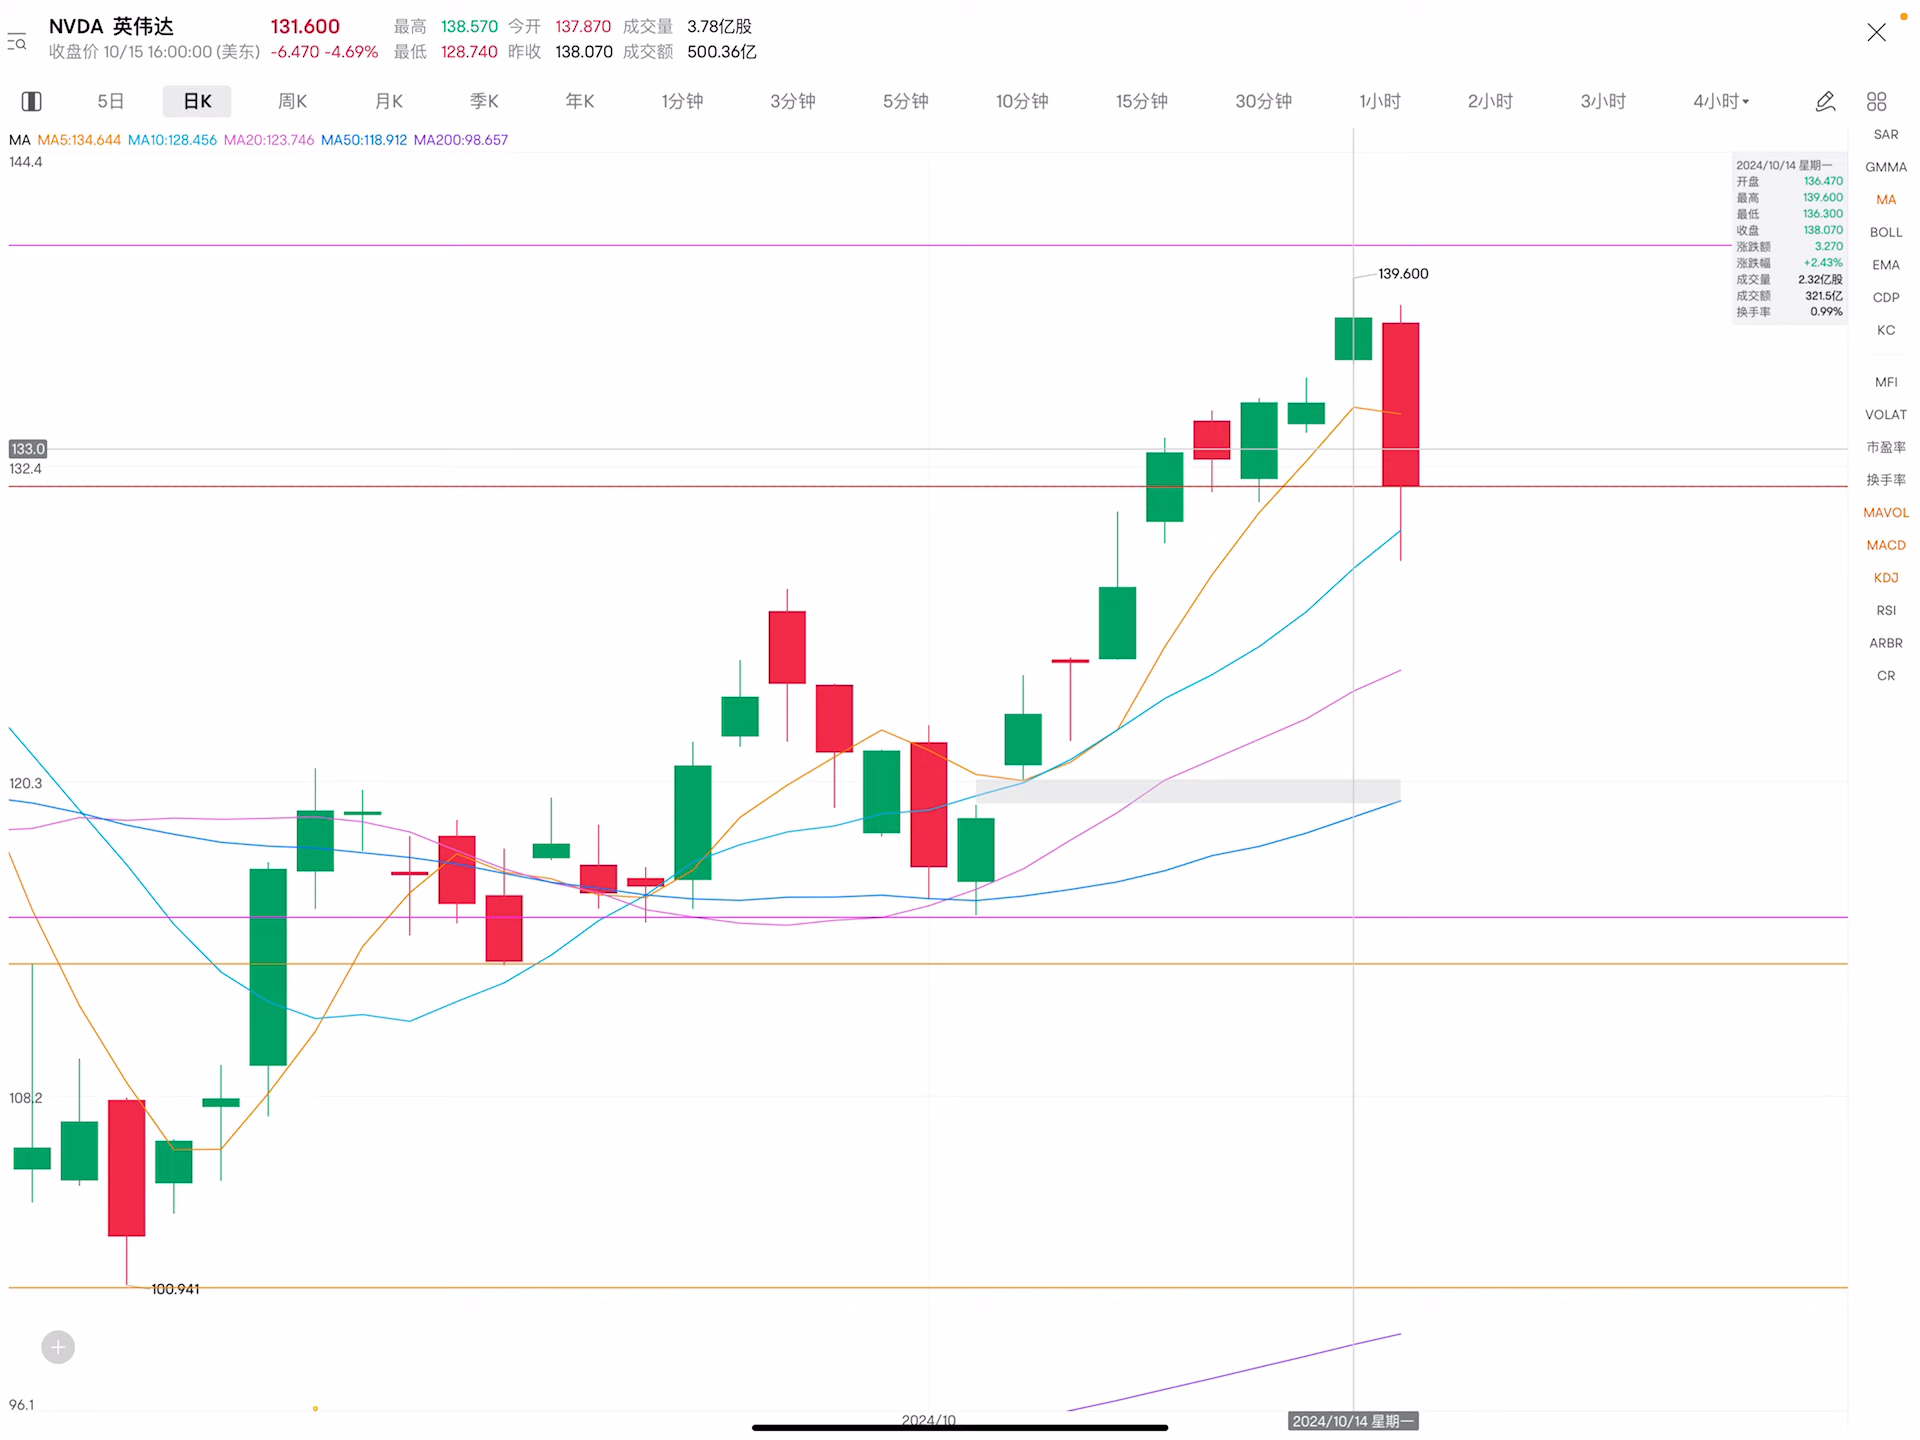 NVDA 英伟达
131.600
最高 138.570 今开 137.870 成交量 3.78亿股
收盘价 10/15 16:00:00 (美东)
-6.470 -4.69%
最低 128.740 昨收 138.070 成交额 500.36亿
5日 日K 周K 月K 季K 年K 1分钟 3分钟 5分钟 10分钟 15分钟 30分钟 1小时 2小时 3小时 4小时
MA MA5:134.644 MA10:128.456 MA20:123.746 MA50:118.912 MA200:98.657
144.4
139.600
133.0
132.4
120.3
108.2
100.941
96.1
2024/10
2024/10/14 星期一
2024/10/14 星期一
开盘 136.470
最高 139.600
最低 136.300
收盘 138.070
涨跌额 3.270
涨跌幅 +2.43%
成交量 2.32亿股
成交额 321.5亿
换手率 0.99%
SAR
GMMA
MA
BOLL
EMA
CDP
KC
MFI
VOLAT
市盈率
换手率
MAVOL
MACD
KDJ
RSI
ARBR
CR